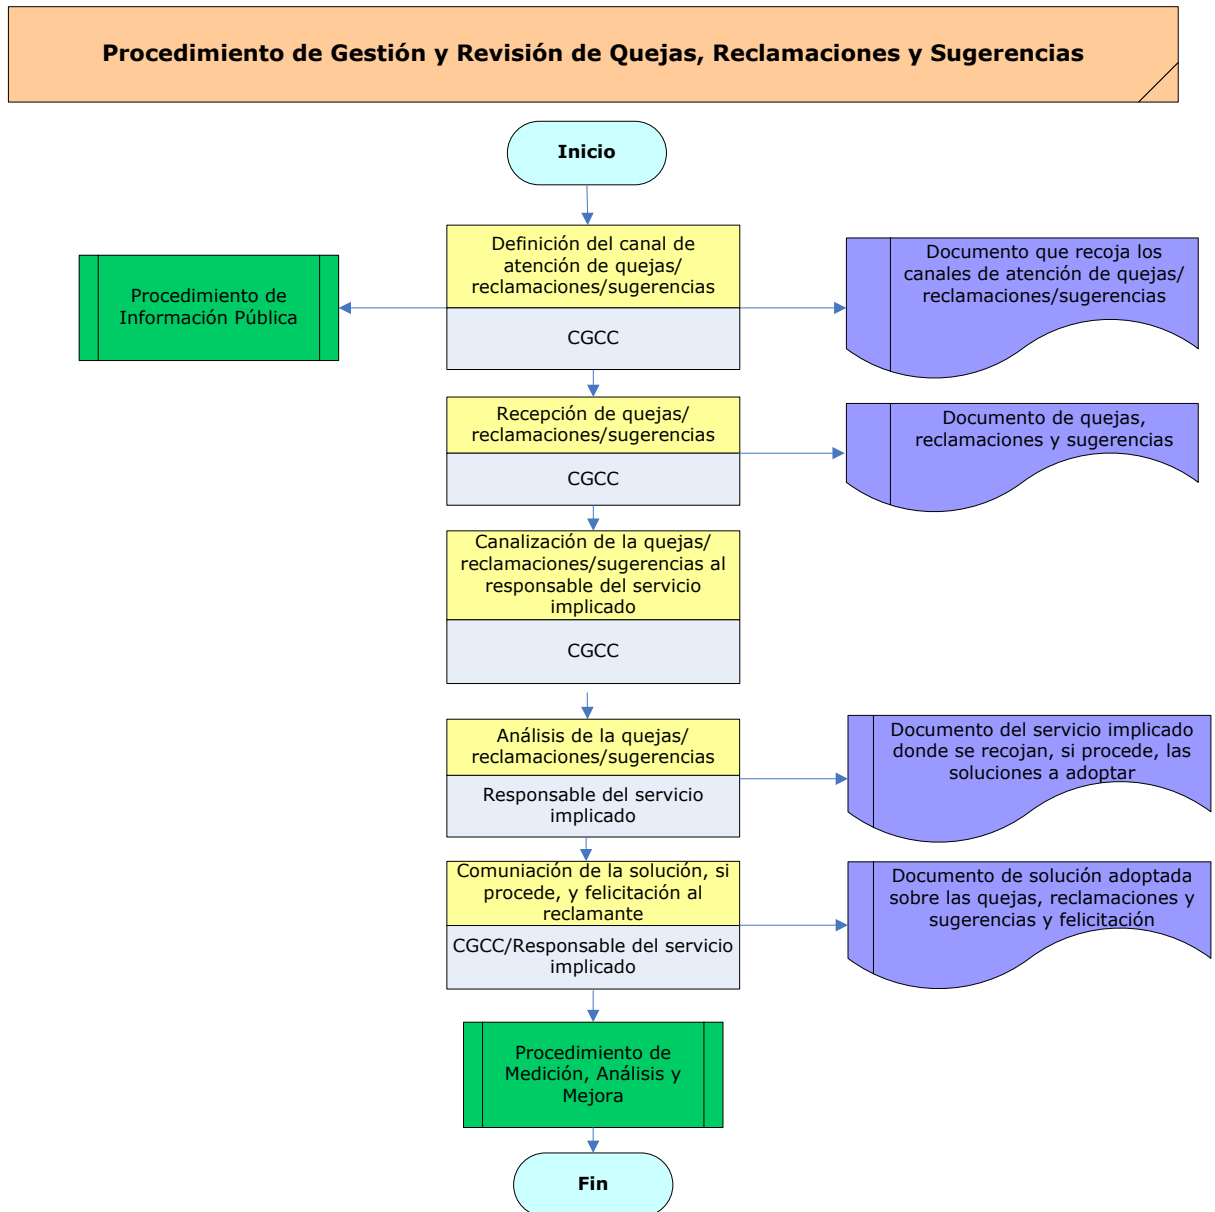 Procedimiento de Gestión y Revisión de Quejas, Reclamaciones y Sugerencias
Inicio
Definición del canal de
atención de quejas/
reclamaciones/sugerencias
CGCC
Procedimiento de
Información Pública
Documento que recoja los
canales de atención de quejas/
reclamaciones/sugerencias
Recepción de quejas/
reclamaciones/sugerencias
CGCC
Documento de quejas,
reclamaciones y sugerencias
Canalización de la quejas/
reclamaciones/sugerencias al
responsable del servicio
implicado
CGCC
Análisis de la quejas/
reclamaciones/sugerencias
Responsable del servicio
implicado
Documento del servicio implicado
donde se recojan, si procede, las
soluciones a adoptar
Comuniación de la solución, si
procede, y felicitación al
reclamante
CGCC/Responsable del servicio
implicado
Documento de solución adoptada
sobre las quejas, reclamaciones y
sugerencias y felicitación
Procedimiento de
Medición, Análisis y
Mejora
Fin